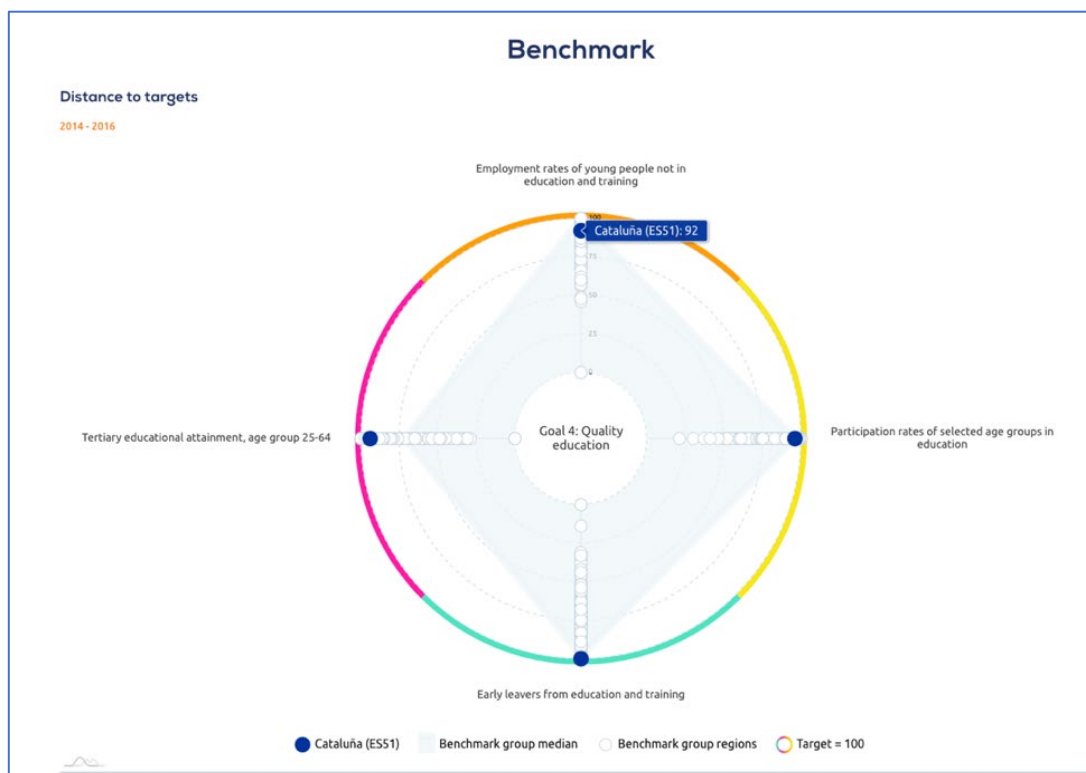 Benchmark
Distance to targets
2014 - 2016
Employment rates of young people not in
education and training
100
Cataluña (ES51): 92
75
50
25
0
Tertiary educational attainment, age group 25-64
Goal 4: Quality
education
Participation rates of selected age groups in
education
Early leavers from education and training
Cataluña (ES51)
Benchmark group median
Benchmark group regions
Target = 100